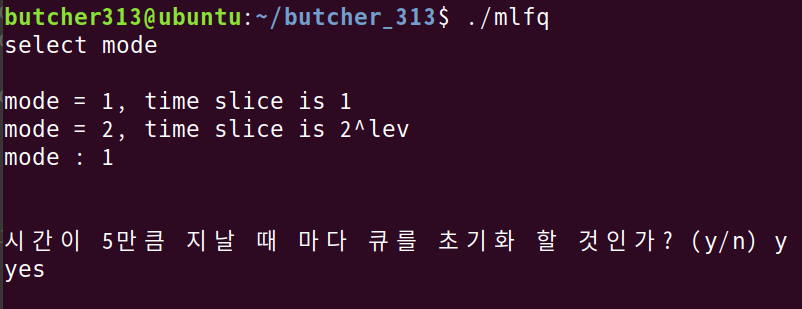 butcher313@ubuntu:~/butcher_313$ ./mlfq
select mode
mode = 1, time slice is 1
mode = 2, time slice is 2^lev
mode : 1
시간이 5만큼 지날 때 마다 큐를 초기화 할 것인가? (y/n) y
yes